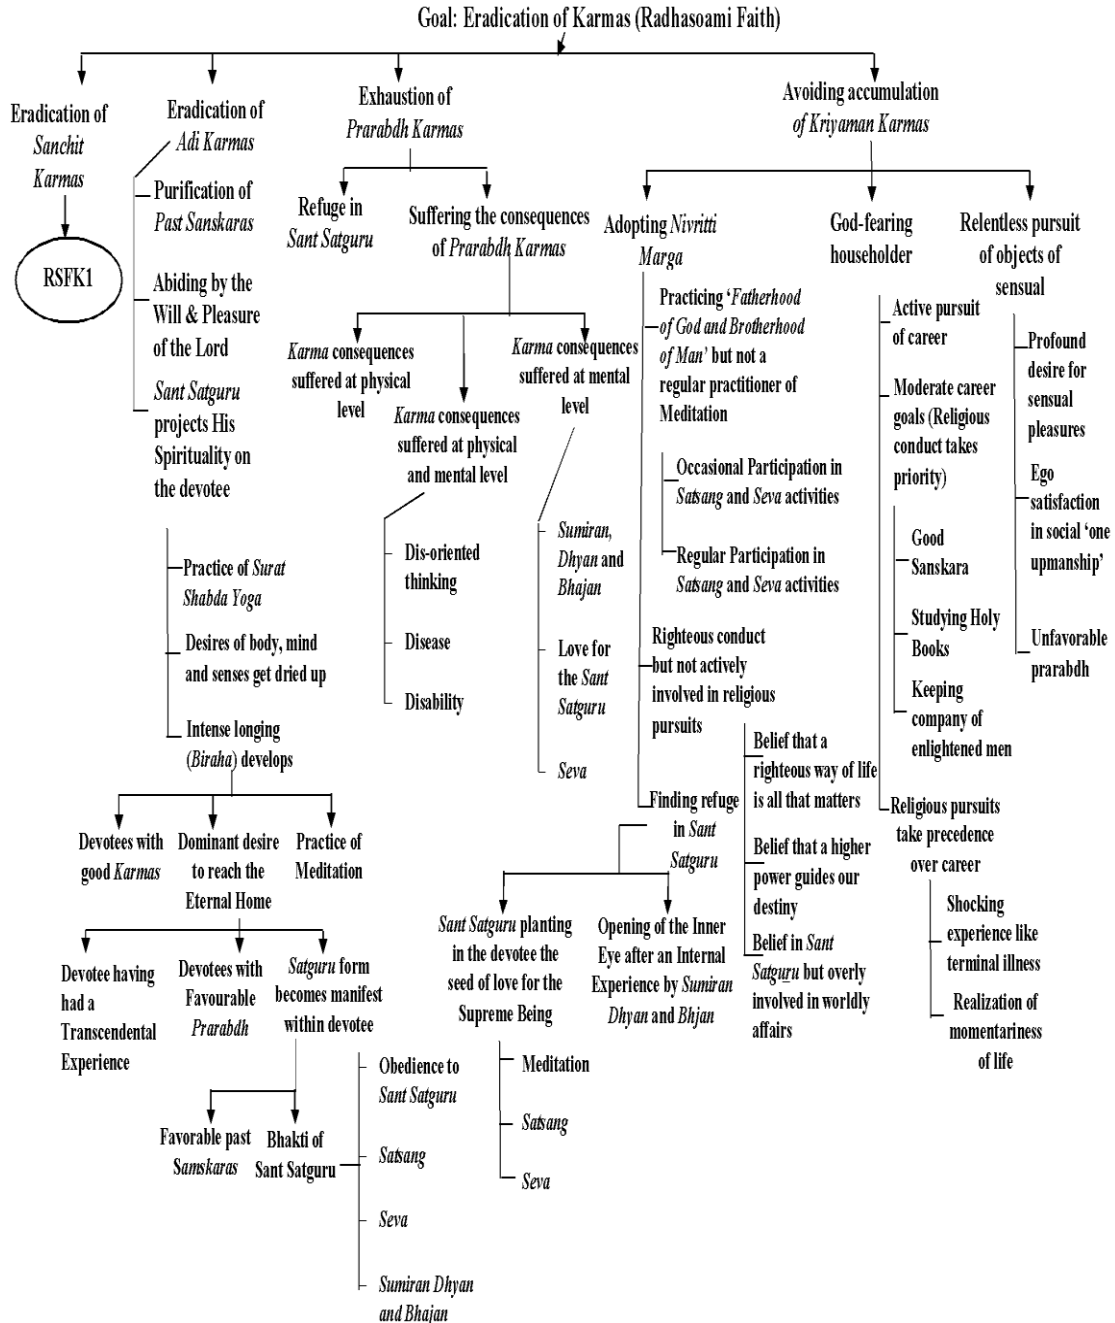 Goal: Eradication of Karmas (Radhasoami Faith)
Eradication of
Sanchit
Karmas
RSFK1
Eradication of
Adi Karmas
Purification of
Past Sanskaras
Abiding by the
Will & Pleasure
of the Lord
Sant Satguru
projects His
Spirituality on
the devotee
Practice of Surat
Shabda Yoga
Desires of body, mind
and senses get dried up
Intense longing
(Biraha) develops
Devotees with
good Karmas
Dominant desire
to reach the
Eternal Home
Practice of
Meditation
Devotee having
had a
Transcendental
Experience
Devotees with
Favourable
Prarabdh
Satguru form
becomes manifest
within devotee
Favorable past
Samskaras
Bhakti of
Sant Satguru
Obedience to
Sant Satguru
Satsang
Seva
Sumiran Dhyan
and Bhajan
Exhaustion of
Prarabdh Karmas
Refuge in
Sant Satguru
Suffering the consequences
of Prarabdh Karmas
Karma consequences
suffered at physical
level
Karma consequences
suffered at physical
and mental level
Dis-oriented
thinking
Disease
Disability
Karma consequences
suffered at mental
level
Sumiran,
Dhyan and
Bhajan
Love for
the Sant
Satguru
Seva
Avoiding accumulation
of Kriyaman Karmas
Adopting Nivritti
Marga
Practicing ‘Fatherhood
of God and Brotherhood
of Man’ but not a
regular practitioner of
Meditation
Occasional Participation in
Satsang and Seva activities
Regular Participation in
Satsang and Seva activities
Righteous conduct
but not actively
involved in religious
pursuits
Belief that a
righteous way of life
is all that matters
Belief that a higher
power guides our
destiny
Belief in Sant
Satguru but overly
involved in worldly
affairs
Finding refuge
in Sant
Satguru
Sant Satguru planting
in the devotee the
seed of love for the
Supreme Being
Meditation
Satsang
Seva
Opening of the Inner
Eye after an Internal
Experience by Sumiran
Dhyan and Bhjan
God-fearing
householder
Active pursuit
of career
Moderate career
goals (Religious
conduct takes
priority)
Good
Sanskara
Studying Holy
Books
Keeping
company of
enlightened men
Religious pursuits
take precedence
over career
Shocking
experience like
terminal illness
Realization of
momentariness
of life
Relentless pursuit
of objects of
sensual
Profound
desire for
sensual
pleasures
Ego
satisfaction
in social ‘one
upmanship’
Unfavorable
prarabdh